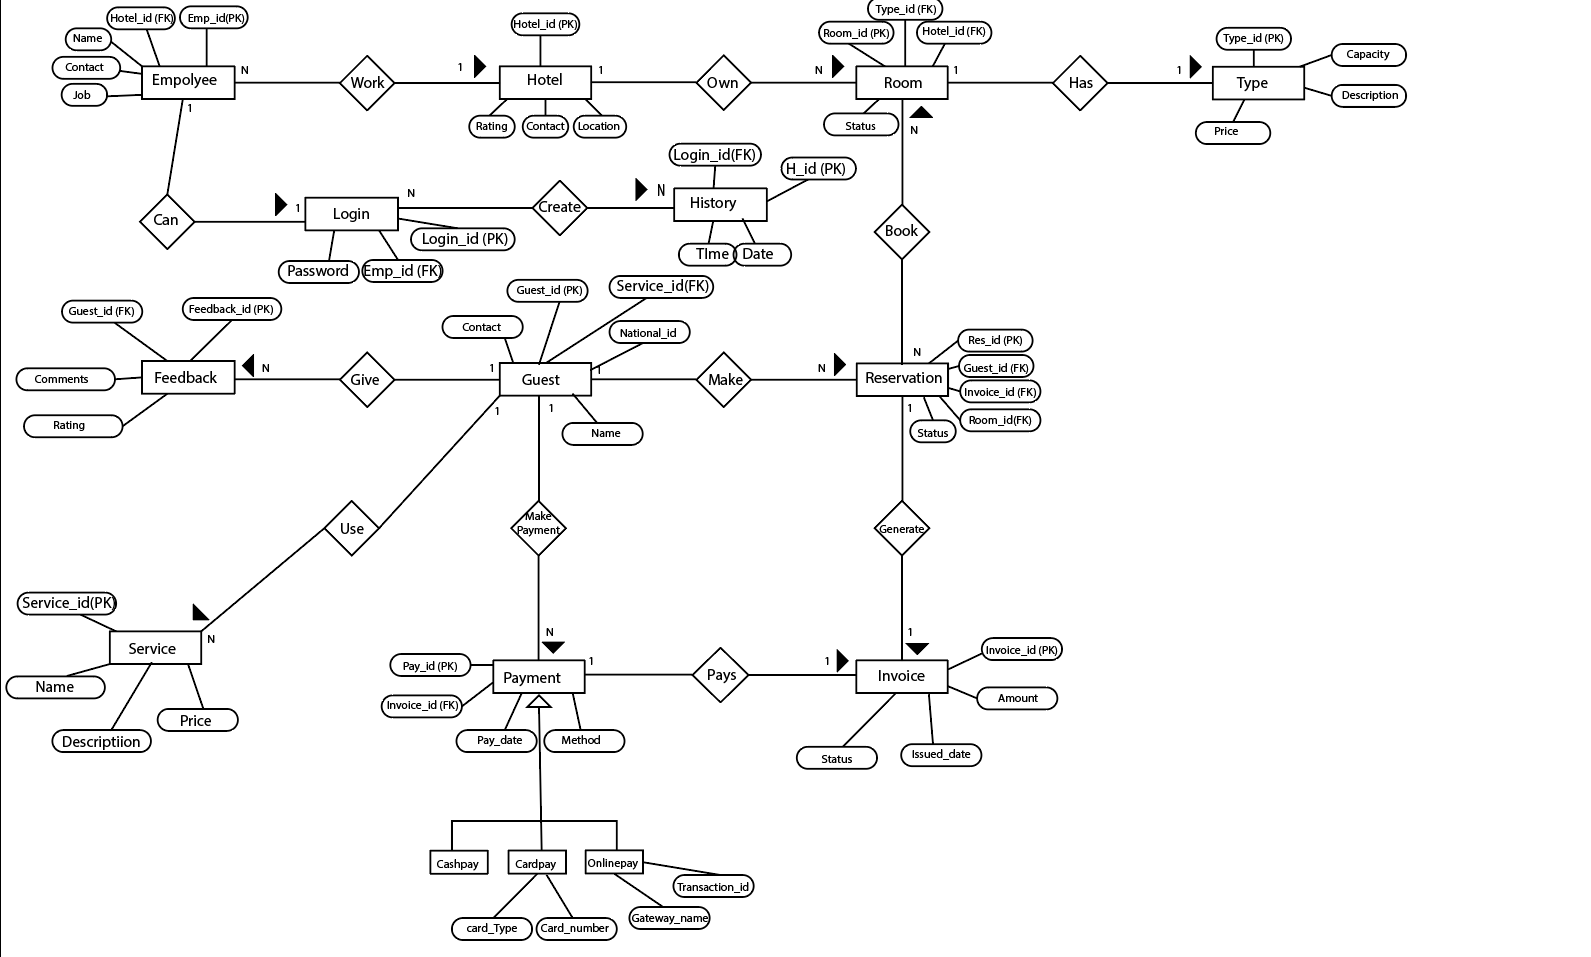 Hotel_id (FK)
Emp_id(PK)
Name
Contact
Job
Empolyee
N
1
Work
1
Hotel_id (PK)
Hotel
1
Rating
Contact
Location
Own
N
Type_id (FK)
Room_id (PK)
Hotel_id (FK)
Room
1
Status
N
Has
1
Type_id (PK)
Type
Capacity
Description
Price
Can
1
Login
N
Login_id (PK)
Password
Emp_id (FK)
Create
N
Login_id(FK)
H_id (PK)
History
TIme
Date
Book
N
Guest_id (FK)
Feedback_id (PK)
Feedback
Comments
Rating
N
Give
1
Guest_id (PK)
Service_id(FK)
Contact
National_id
Guest
1
1
1
Name
Make
N
Reservation
Res_id (PK)
Guest_id (FK)
Invoice_id (FK)
Room_id(FK)
Status
1
Use
Make
Payment
Generate
Service_id(PK)
N
Service
Name
Descriptiion
Price
N
Pay_id (PK)
Invoice_id (FK)
Payment
1
Pay_date
Method
Pays
1
1
Invoice
Invoice_id (PK)
Amount
Status
Issued_date
Cashpay
Cardpay
Onlinepay
Transaction_id
Gateway_name
card_Type
Card_number